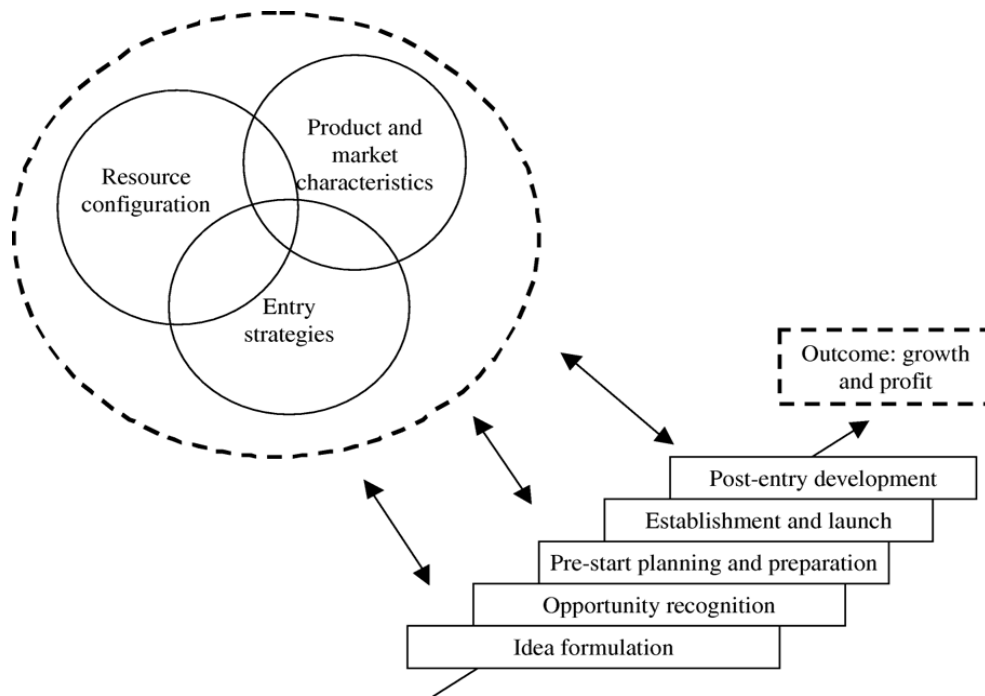 Product and
market
characteristics
Resource
configuration
Entry
strategies
Outcome: growth
and profit
Post-entry development
Establishment and launch
Pre-start planning and preparation
Opportunity recognition
Idea formulation